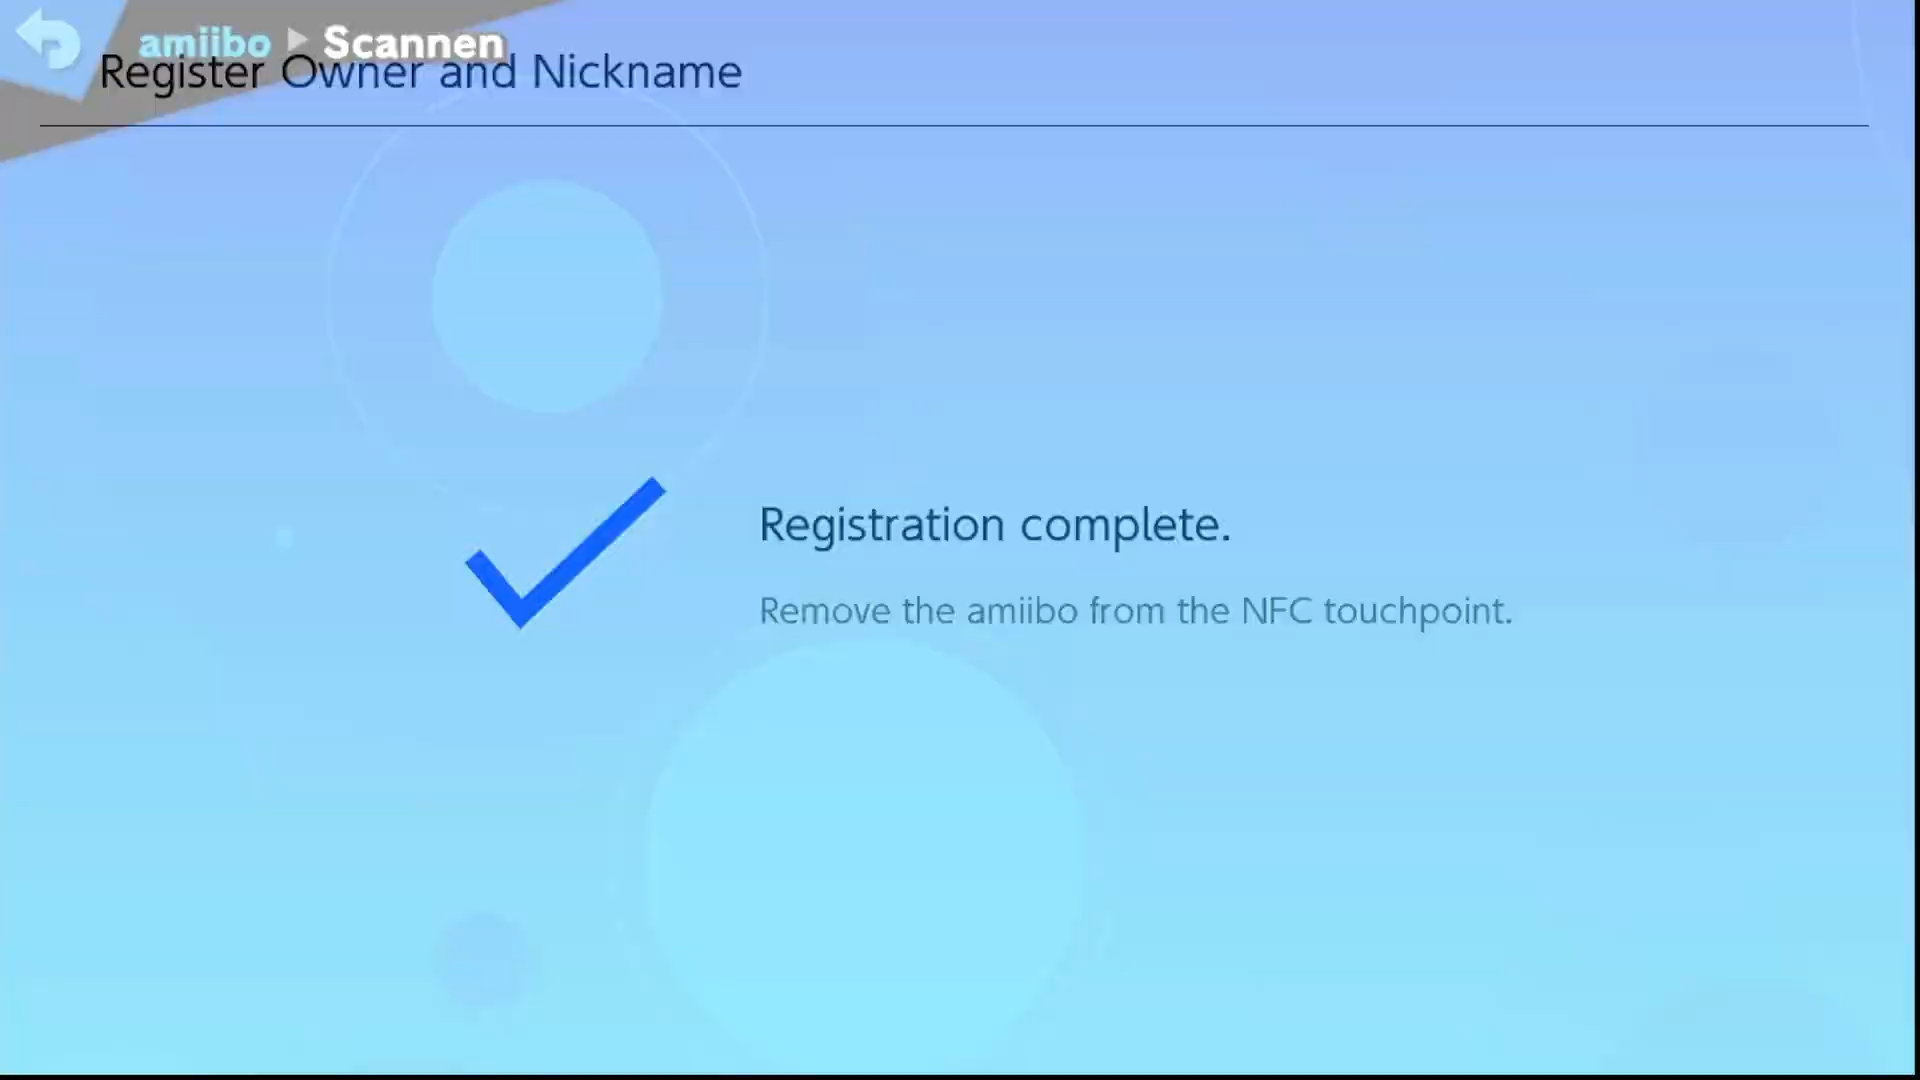 amiibo Scannen
Register Owner and Nickname
Registration complete.
Remove the amiibo from the NFC touchpoint.